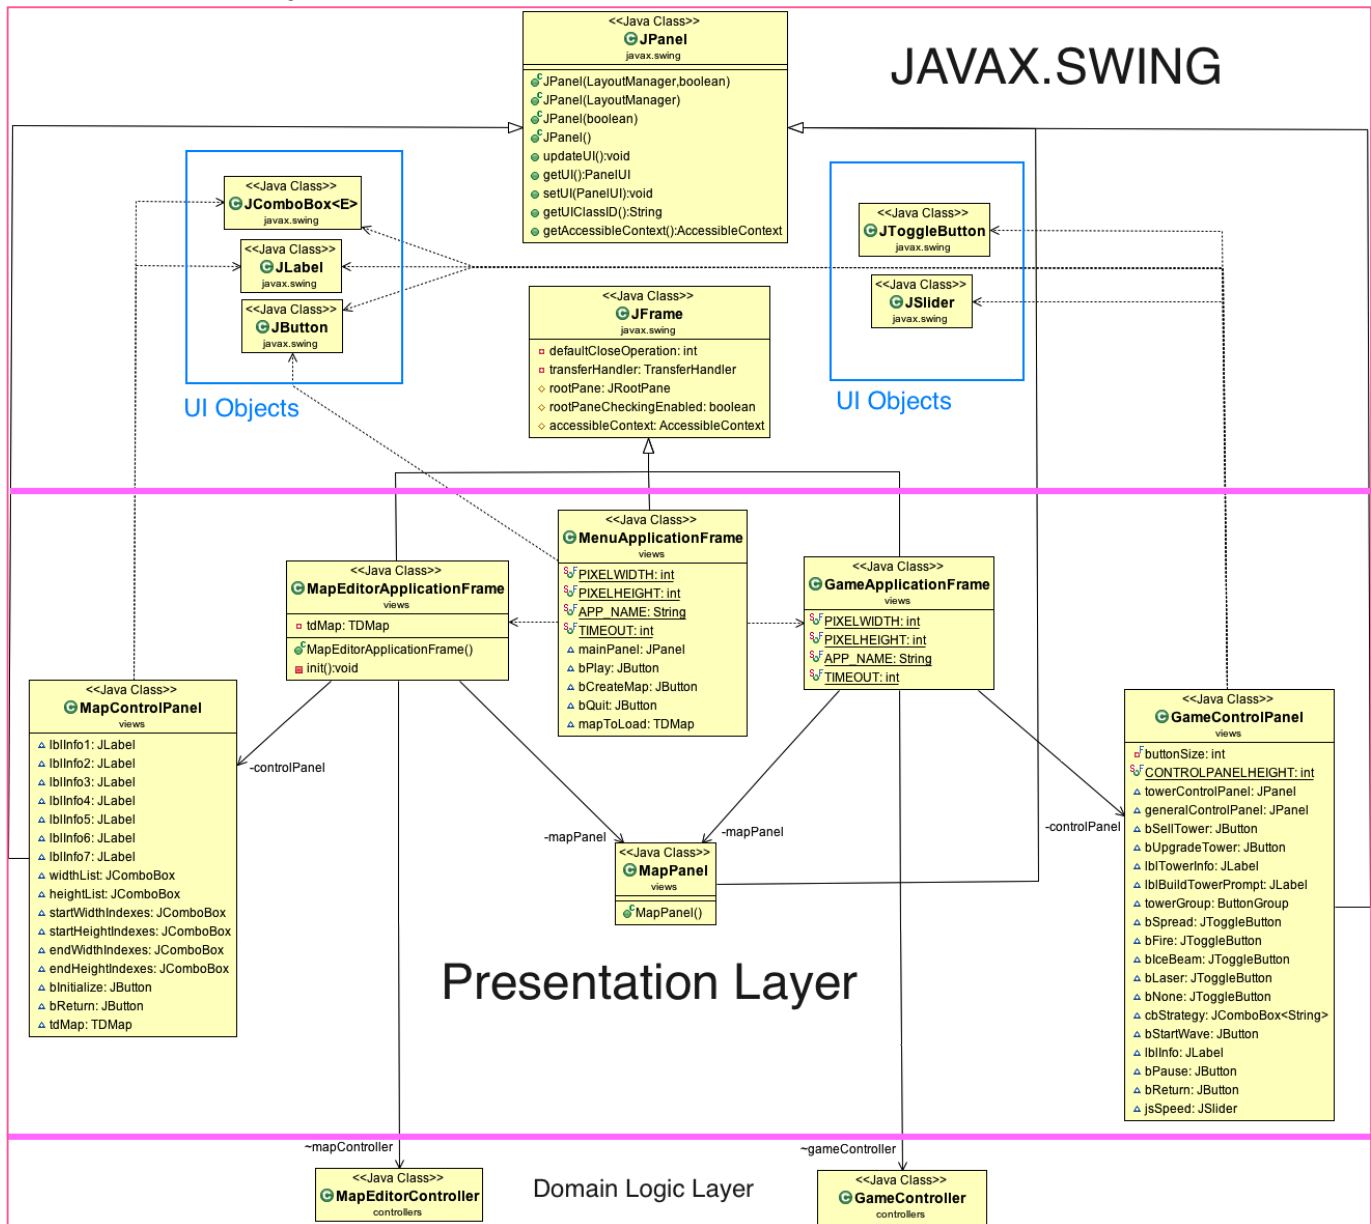 <<Java Class>>
JPanel
javax.swing
JPanel(LayoutManager,boolean)
JPanel(LayoutManager)
JPanel(boolean)
JPanel()
updateUI():void
getUI():PanelUI
setUI(PanelUI):void
getUIClassID():String
getAccessibleContext():AccessibleContext
JAVAX.SWING
<<Java Class>>
JComboBox<E>
javax.swing
<<Java Class>>
JLabel
javax.swing
<<Java Class>>
JButton
javax.swing
UI Objects
<<Java Class>>
JToggleButton
javax.swing
<<Java Class>>
JSlider
javax.swing
UI Objects
<<Java Class>>
JFrame
javax.swing
defaultCloseOperation: int
transferHandler: TransferHandler
rootPane: JRootPane
rootPaneCheckingEnabled: boolean
accessibleContext: AccessibleContext
<<Java Class>>
MenuApplicationFrame
views
PIXELWIDTH: int
PIXELHEIGHT: int
APP_NAME: String
TIMEOUT: int
mainPanel: JPanel
bPlay: JButton
bCreateMap: JButton
bQuit: JButton
mapToLoad: TDMap
<<Java Class>>
MapEditorApplicationFrame
views
tdMap: TDMap
MapEditorApplicationFrame()
init():void
<<Java Class>>
GameApplicationFrame
views
PIXELWIDTH: int
PIXELHEIGHT: int
APP_NAME: String
TIMEOUT: int
<<Java Class>>
MapControlPanel
views
lblInfo1: JLabel
lblInfo2: JLabel
lblInfo3: JLabel
lblInfo4: JLabel
lblInfo5: JLabel
lblInfo6: JLabel
lblInfo7: JLabel
widthList: JComboBox
heightList: JComboBox
startWidthIndexes: JComboBox
startHeightIndexes: JComboBox
endWidthIndexes: JComboBox
endHeightIndexes: JComboBox
bInitialize: JButton
bReturn: JButton
tdMap: TDMap
-controlPanel
-mapPanel
-mapPanel
-controlPanel
<<Java Class>>
MapPanel
views
MapPanel()
<<Java Class>>
GameControlPanel
views
buttonSize: int
CONTROLPANELHEIGHT: int
towerControlPanel: JPanel
generalControlPanel: JPanel
bSellTower: JButton
bUpgradeTower: JButton
lblTowerInfo: JLabel
lblBuildTowerPrompt: JLabel
towerGroup: ButtonGroup
bSpread: JToggleButton
bFire: JToggleButton
bIceBeam: JToggleButton
bLaser: JToggleButton
bNone: JToggleButton
cbStrategy: JComboBox<String>
bStartWave: JButton
lblInfo: JLabel
bPause: JButton
bReturn: JButton
jsSpeed: JSlider
Presentation Layer
~mapController
~gameController
<<Java Class>>
MapEditorController
controllers
Domain Logic Layer
<<Java Class>>
GameController
controllers